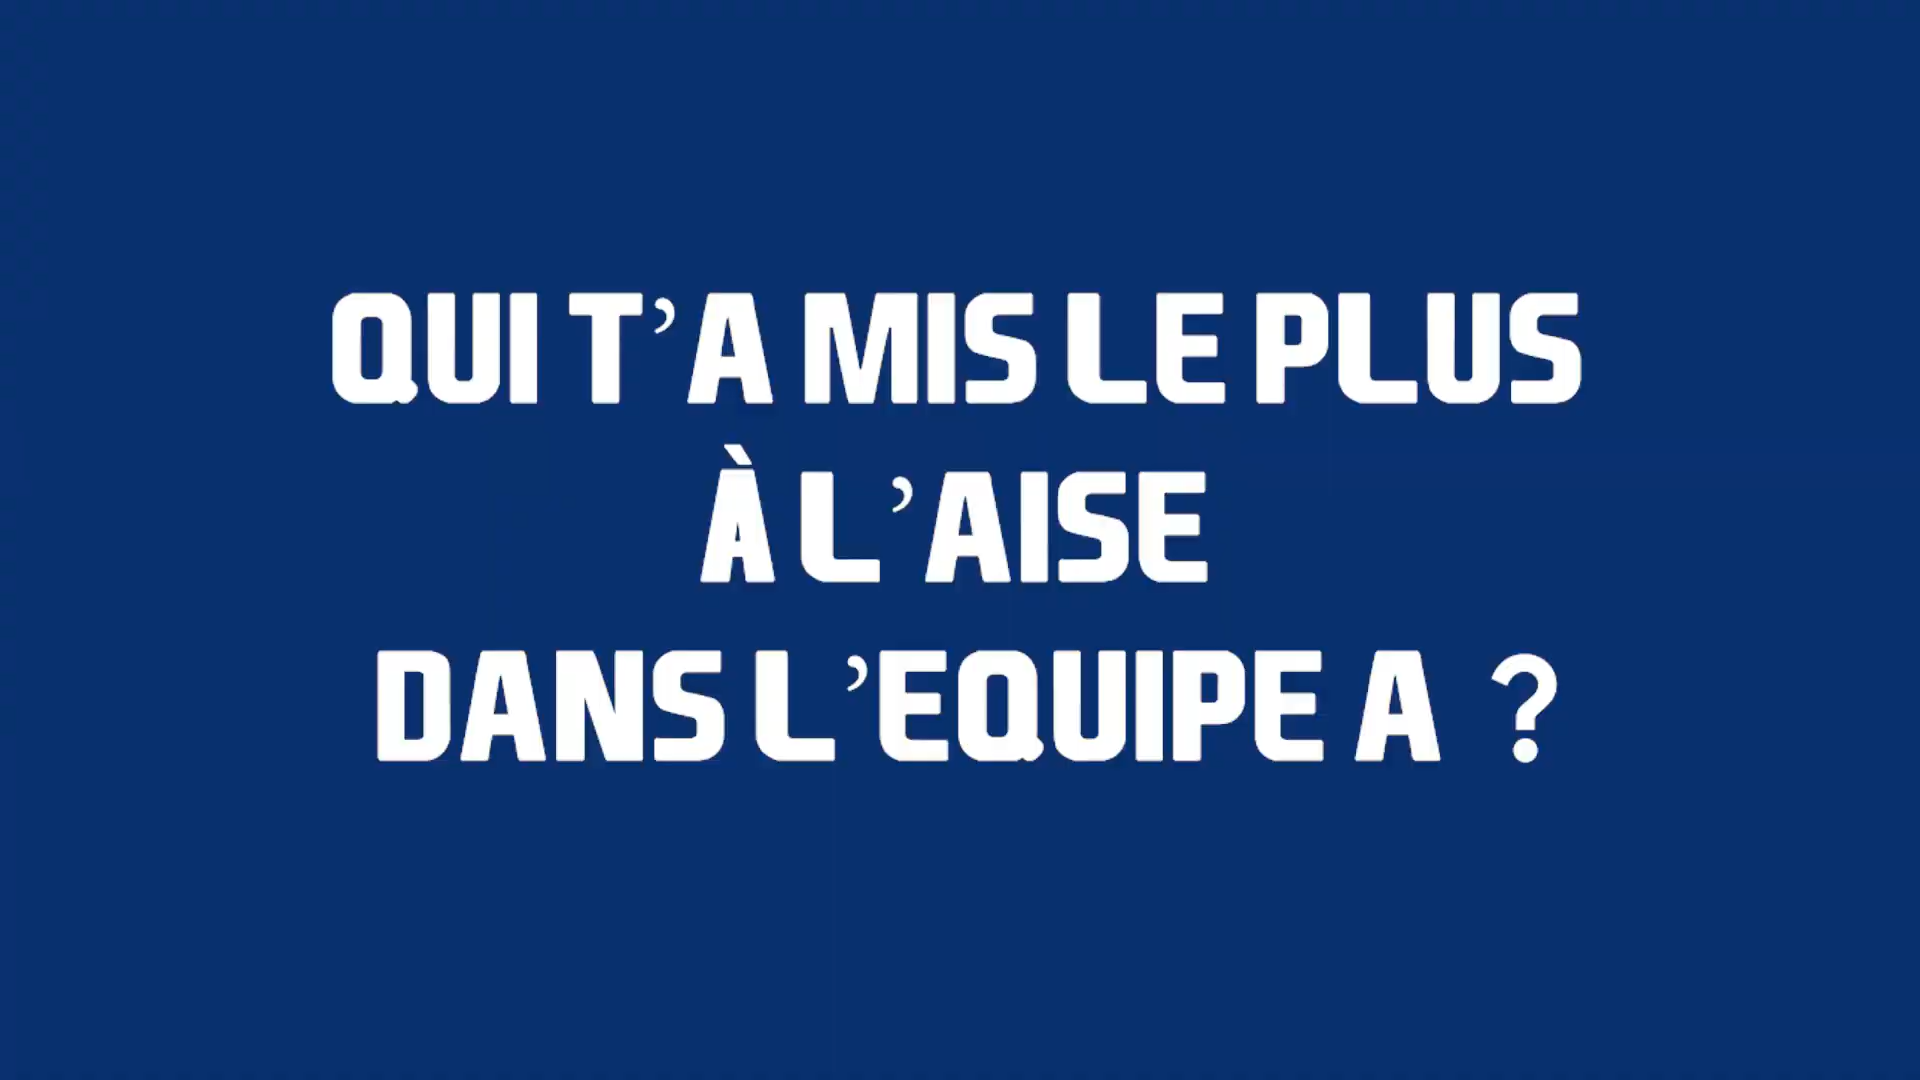 QUI T’A MIS LE PLUS
À L’AISE
DANS L’EQUIPE A ?